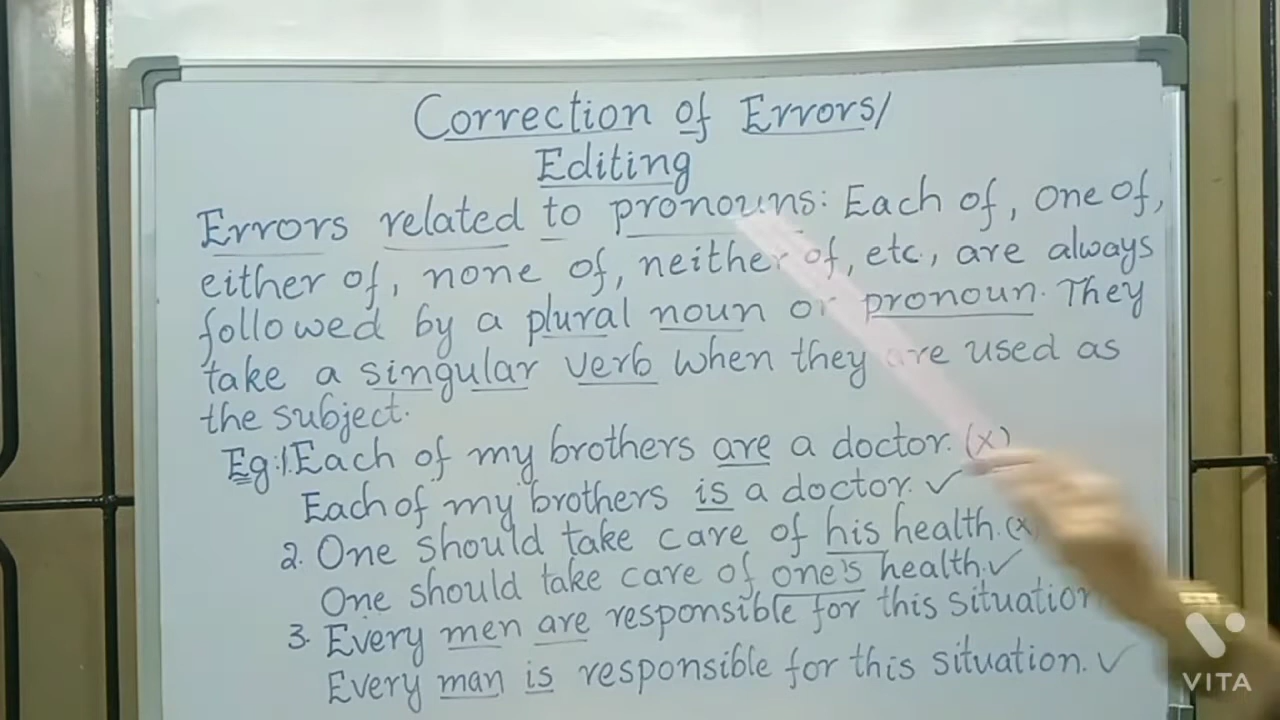 Correction of Errors/
Editing
Errors related to pronouns: Each of, one of,
either of, none of, neither of, etc., are always
followed by a plural noun or pronoun. They
take a singular verb when they are used as
the subject.
Eg:1.Each of my brothers are a doctor. (x)
Each of my brothers is a doctor. ✓
2. One should take care of his health. (x)
One should take care of one's health. ✓
3. Every men are responsible for this situation
Every man is responsible for this situation. ✓
VITA